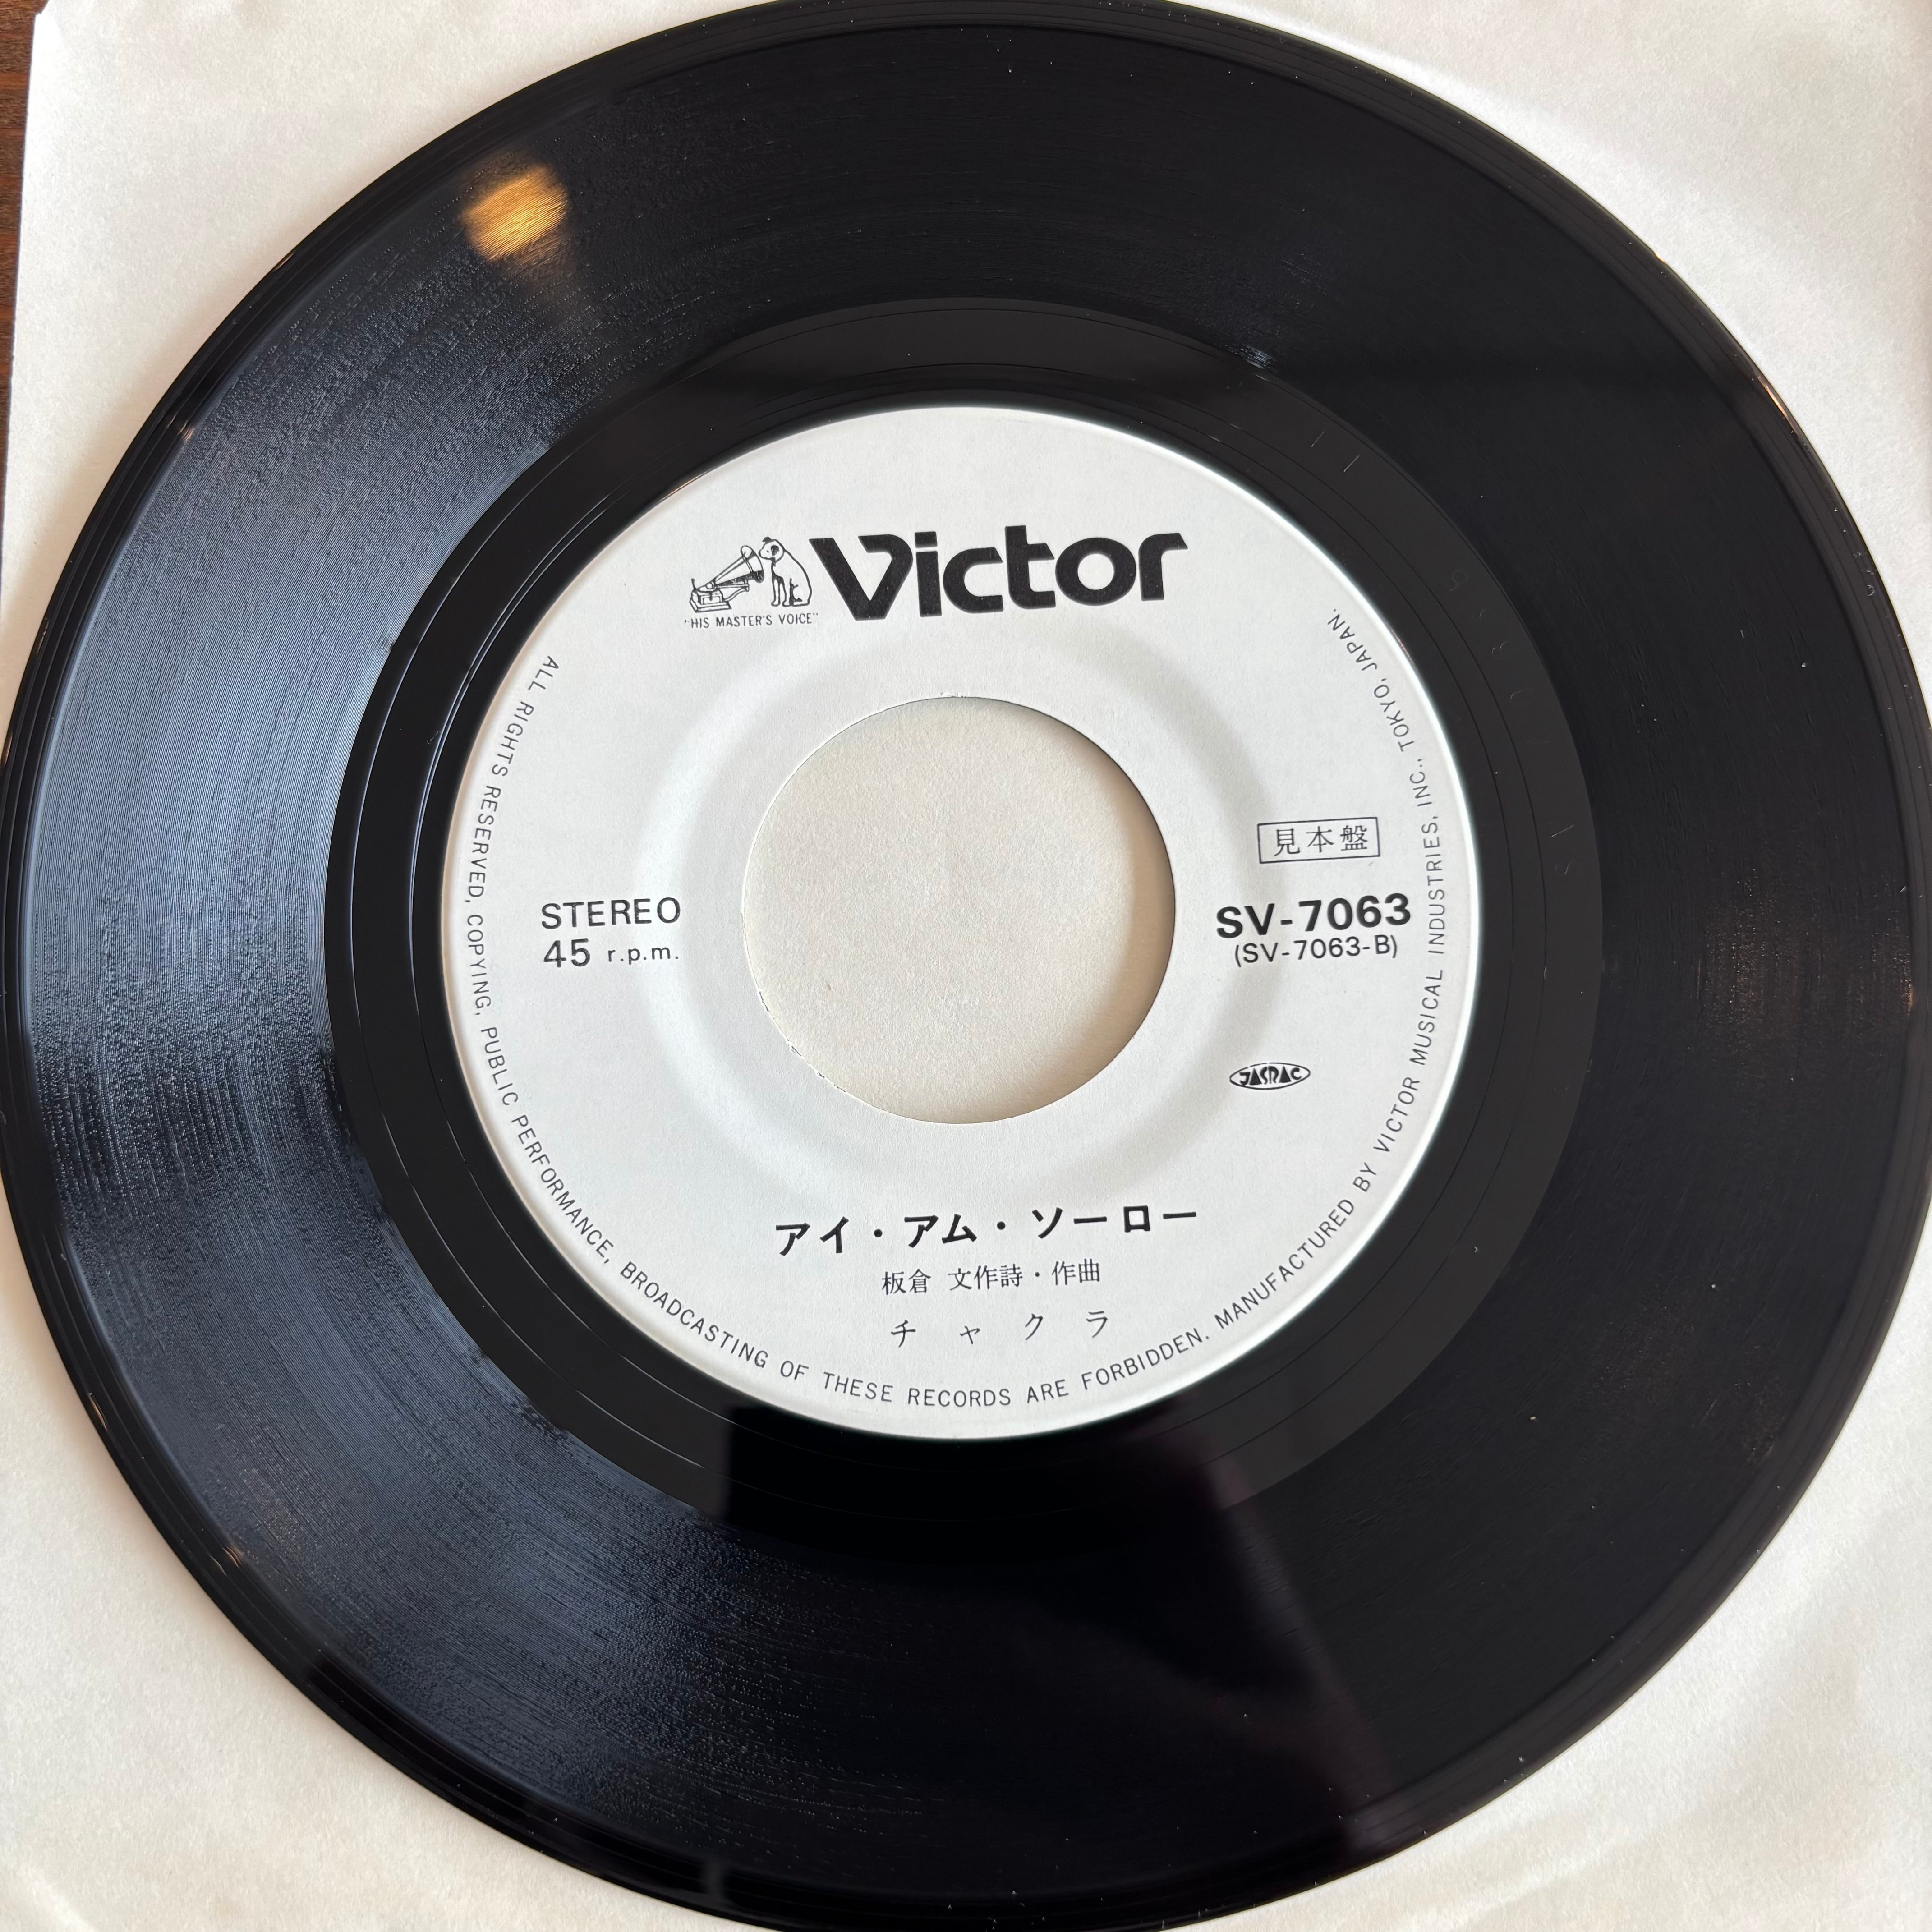 Victor
"HIS MASTER'S VOICE"
見本盤
STEREO
45 r.p.m.
SV-7063
(SV-7063-B)
JASRAC
アイ・アム・ソーロー
板倉 文作詩・作曲
チャクラ
ALL RIGHTS RESERVED, COPYING, PUBLIC PERFORMANCE, BROADCASTING OF THESE RECORDS ARE FORBIDDEN. MANUFACTURED BY VICTOR MUSICAL INDUSTRIES, INC., TOKYO, JAPAN.